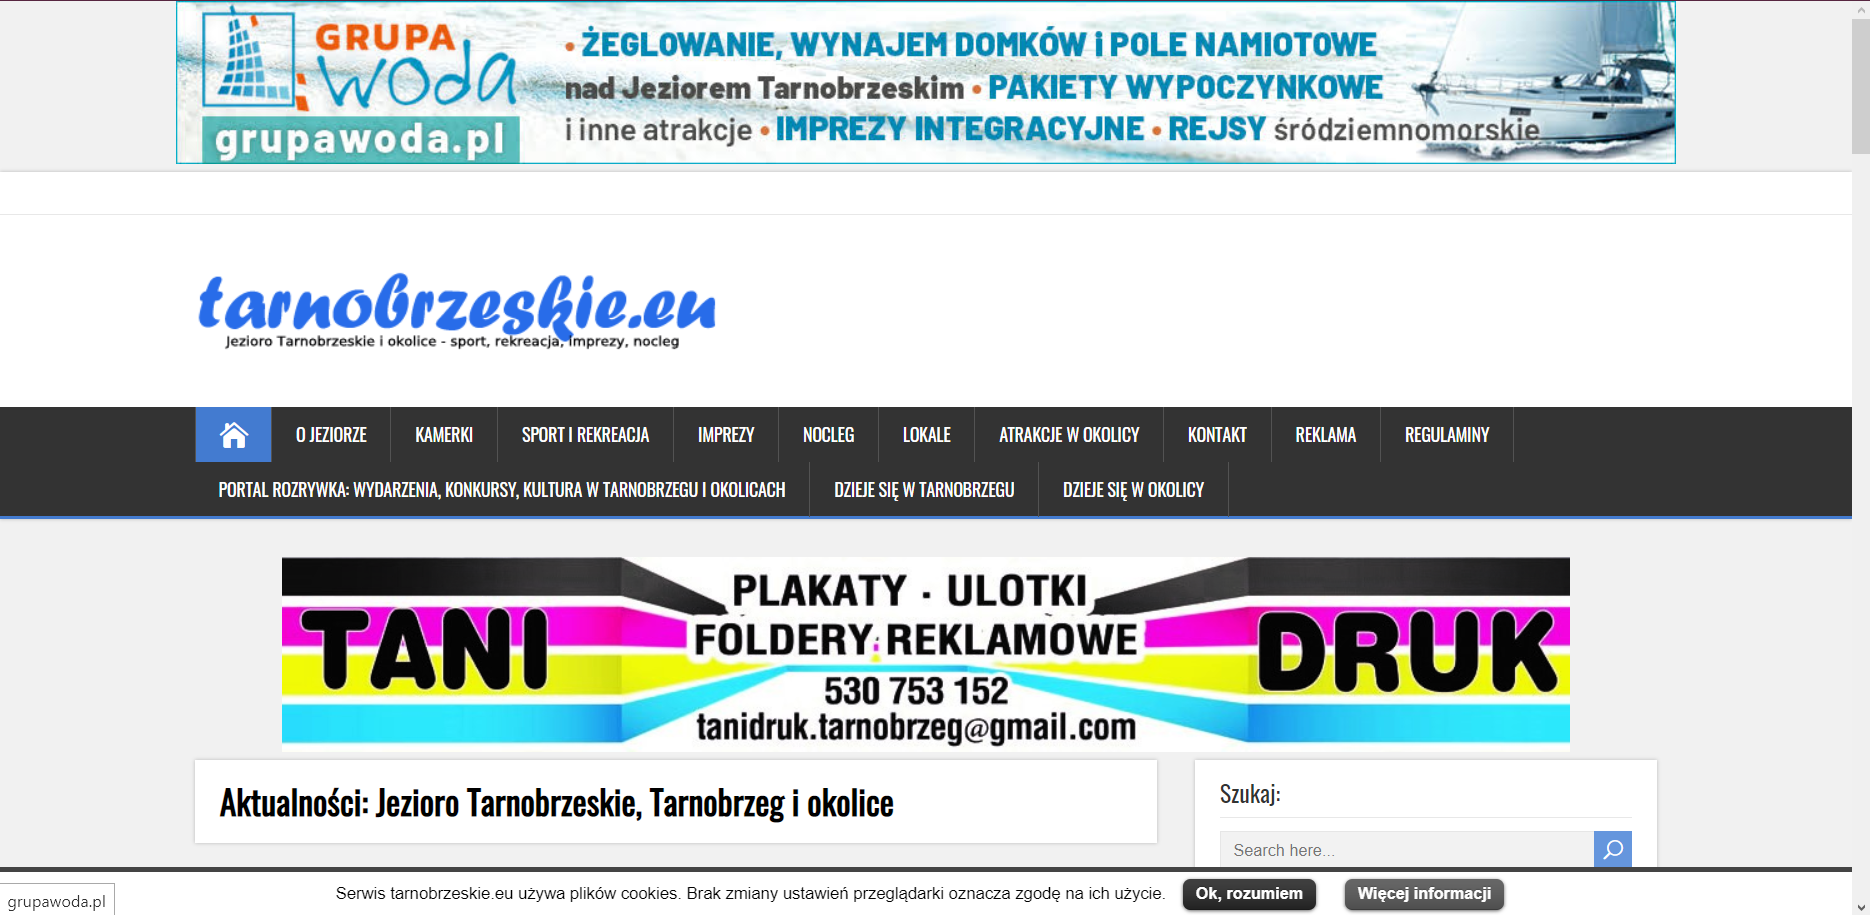 GRUPA
woda
grupawoda.pl
• ŻEGLOWANIE, WYNAJEM DOMKÓW i POLE NAMIOTOWE
nad Jeziorem Tarnobrzeskim • PAKIETY WYPOCZYNKOWE
i inne atrakcje • IMPREZY INTEGRACYJNE • REJSY śródziemnomorskie
tarnobrzeskie.eu
Jezioro Tarnobrzeskie i okolice - sport, rekreacja, imprezy, nocleg
O JEZIORZE KAMERKI SPORT I REKREACJA IMPREZY NOCLEG LOKALE ATRAKCJE W OKOLICY KONTAKT REKLAMA REGULAMINY
PORTAL ROZRYWKA: WYDARZENIA, KONKURSY, KULTURA W TARNOBRZEGU I OKOLICACH DZIEJE SIĘ W TARNOBRZEGU DZIEJE SIĘ W OKOLICY
TANI
PLAKATY - ULOTKI
FOLDERY REKLAMOWE
530 753 152
tanidruk.tarnobrzeg@gmail.com
DRUK
Aktualności: Jezioro Tarnobrzeskie, Tarnobrzeg i okolice
Szukaj:
Search here...
Serwis tarnobrzeskie.eu używa plików cookies. Brak zmiany ustawień przeglądarki oznacza zgodę na ich użycie. Ok, rozumiem Więcej informacji
grupawoda.pl